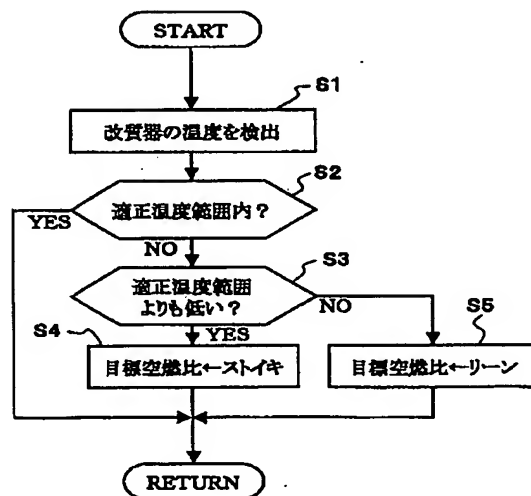 START
S1
改質器の温度を検出
S2
適正温度範囲内？
YES
NO
S3
適正温度範囲
よりも低い？
NO
S4
YES
S5
目標空燃比←ストイキ
目標空燃比←リーン
RETURN